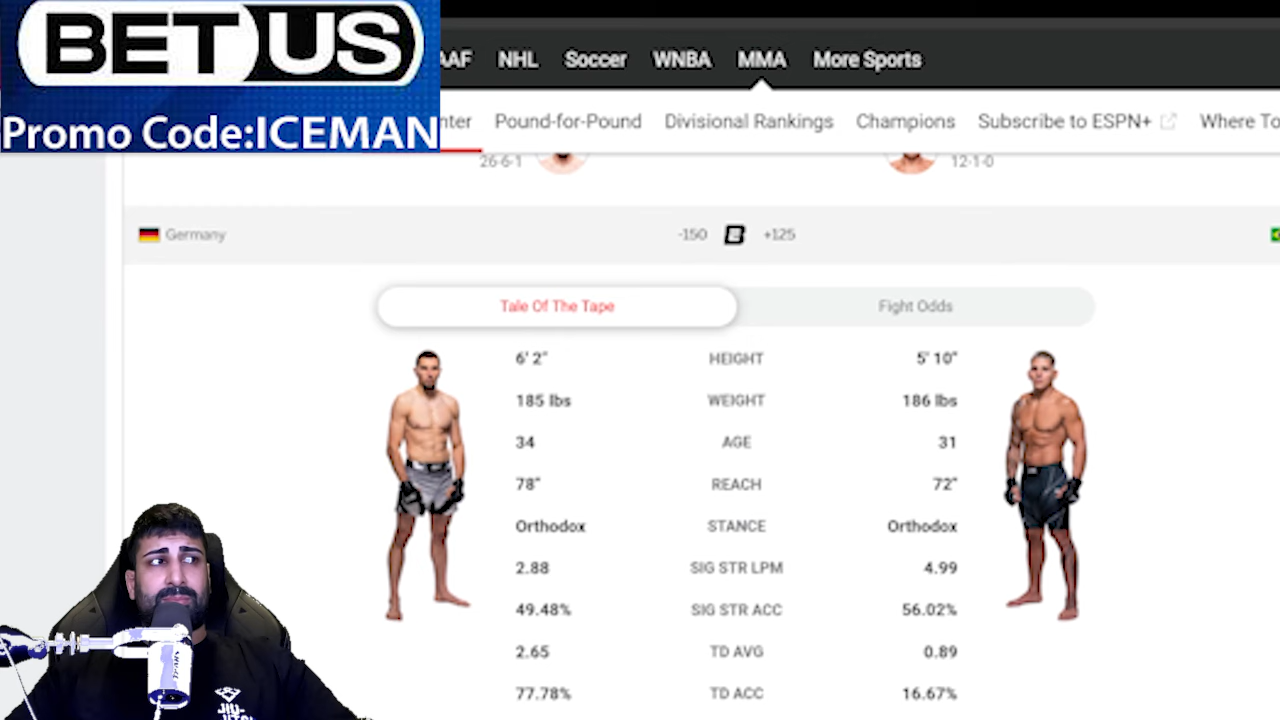 BETUS
Promo Code:ICEMAN
AAF NHL Soccer WNBA MMA More Sports
nter Pound-for-Pound Divisional Rankings Champions Subscribe to ESPN+ Where To
26-6-1 12-1-0
Germany -150 B +125
Tale Of The Tape Fight Odds
6' 2" HEIGHT 5' 10"
185 lbs WEIGHT 186 lbs
34 AGE 31
78" REACH 72"
Orthodox STANCE Orthodox
2.88 SIG STR LPM 4.99
49.48% SIG STR ACC 56.02%
2.65 TD AVG 0.89
77.78% TD ACC 16.67%
JIU-